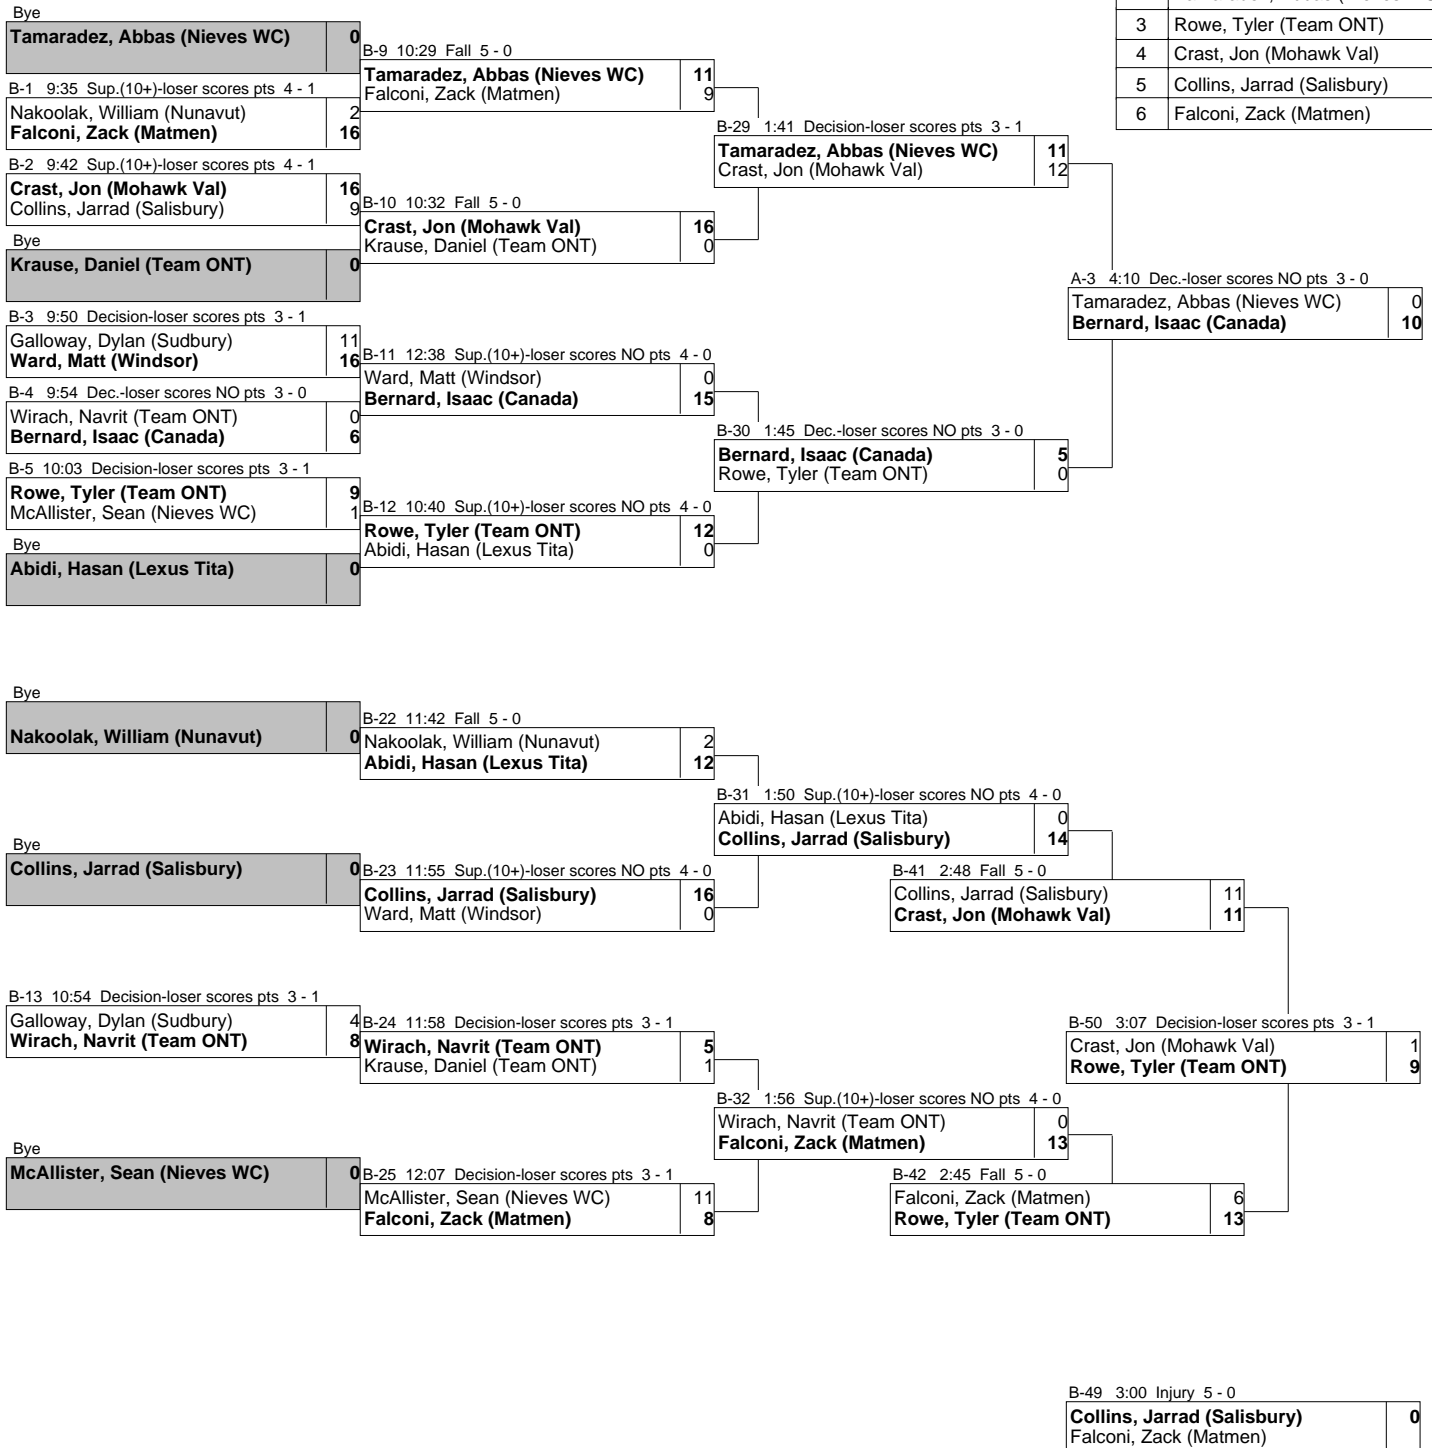 3 Rowe, Tyler (Team ONT)
4 Crast, Jon (Mohawk Val)
5 Collins, Jarrad (Salisbury)
6 Falconi, Zack (Matmen)
Bye
Tamaradez, Abbas (Nieves WC) 0
B-1 9:35 Sup.(10+)-loser scores pts 4 - 1
Nakoolak, William (Nunavut) 2
Falconi, Zack (Matmen) 16
B-2 9:42 Sup.(10+)-loser scores pts 4 - 1
Crast, Jon (Mohawk Val) 16
Collins, Jarrad (Salisbury) 9
Bye
Krause, Daniel (Team ONT) 0
B-3 9:50 Decision-loser scores pts 3 - 1
Galloway, Dylan (Sudbury) 11
Ward, Matt (Windsor) 16
B-4 9:54 Dec.-loser scores NO pts 3 - 0
Wirach, Navrit (Team ONT) 0
Bernard, Isaac (Canada) 6
B-5 10:03 Decision-loser scores pts 3 - 1
Rowe, Tyler (Team ONT) 9
McAllister, Sean (Nieves WC) 1
Bye
Abidi, Hasan (Lexus Tita) 0
B-9 10:29 Fall 5 - 0
Tamaradez, Abbas (Nieves WC) 11
Falconi, Zack (Matmen) 9
B-10 10:32 Fall 5 - 0
Crast, Jon (Mohawk Val) 16
Krause, Daniel (Team ONT) 0
B-11 12:38 Sup.(10+)-loser scores NO pts 4 - 0
Ward, Matt (Windsor) 0
Bernard, Isaac (Canada) 15
B-12 10:40 Sup.(10+)-loser scores NO pts 4 - 0
Rowe, Tyler (Team ONT) 12
Abidi, Hasan (Lexus Tita) 0
B-29 1:41 Decision-loser scores pts 3 - 1
Tamaradez, Abbas (Nieves WC) 11
Crast, Jon (Mohawk Val) 12
B-30 1:45 Dec.-loser scores NO pts 3 - 0
Bernard, Isaac (Canada) 5
Rowe, Tyler (Team ONT) 0
A-3 4:10 Dec.-loser scores NO pts 3 - 0
Tamaradez, Abbas (Nieves WC) 0
Bernard, Isaac (Canada) 10
Bye
Nakoolak, William (Nunavut) 0
Bye
Collins, Jarrad (Salisbury) 0
B-13 10:54 Decision-loser scores pts 3 - 1
Galloway, Dylan (Sudbury) 4
Wirach, Navrit (Team ONT) 8
Bye
McAllister, Sean (Nieves WC) 0
B-22 11:42 Fall 5 - 0
Nakoolak, William (Nunavut) 2
Abidi, Hasan (Lexus Tita) 12
B-23 11:55 Sup.(10+)-loser scores NO pts 4 - 0
Collins, Jarrad (Salisbury) 16
Ward, Matt (Windsor) 0
B-24 11:58 Decision-loser scores pts 3 - 1
Wirach, Navrit (Team ONT) 5
Krause, Daniel (Team ONT) 1
B-25 12:07 Decision-loser scores pts 3 - 1
McAllister, Sean (Nieves WC) 11
Falconi, Zack (Matmen) 8
B-31 1:50 Sup.(10+)-loser scores NO pts 4 - 0
Abidi, Hasan (Lexus Tita) 0
Collins, Jarrad (Salisbury) 14
B-32 1:56 Sup.(10+)-loser scores NO pts 4 - 0
Wirach, Navrit (Team ONT) 0
Falconi, Zack (Matmen) 13
B-41 2:48 Fall 5 - 0
Collins, Jarrad (Salisbury) 11
Crast, Jon (Mohawk Val) 11
B-42 2:45 Fall 5 - 0
Falconi, Zack (Matmen) 6
Rowe, Tyler (Team ONT) 13
B-50 3:07 Decision-loser scores pts 3 - 1
Crast, Jon (Mohawk Val) 1
Rowe, Tyler (Team ONT) 9
B-49 3:00 Injury 5 - 0
Collins, Jarrad (Salisbury) 0
Falconi, Zack (Matmen)